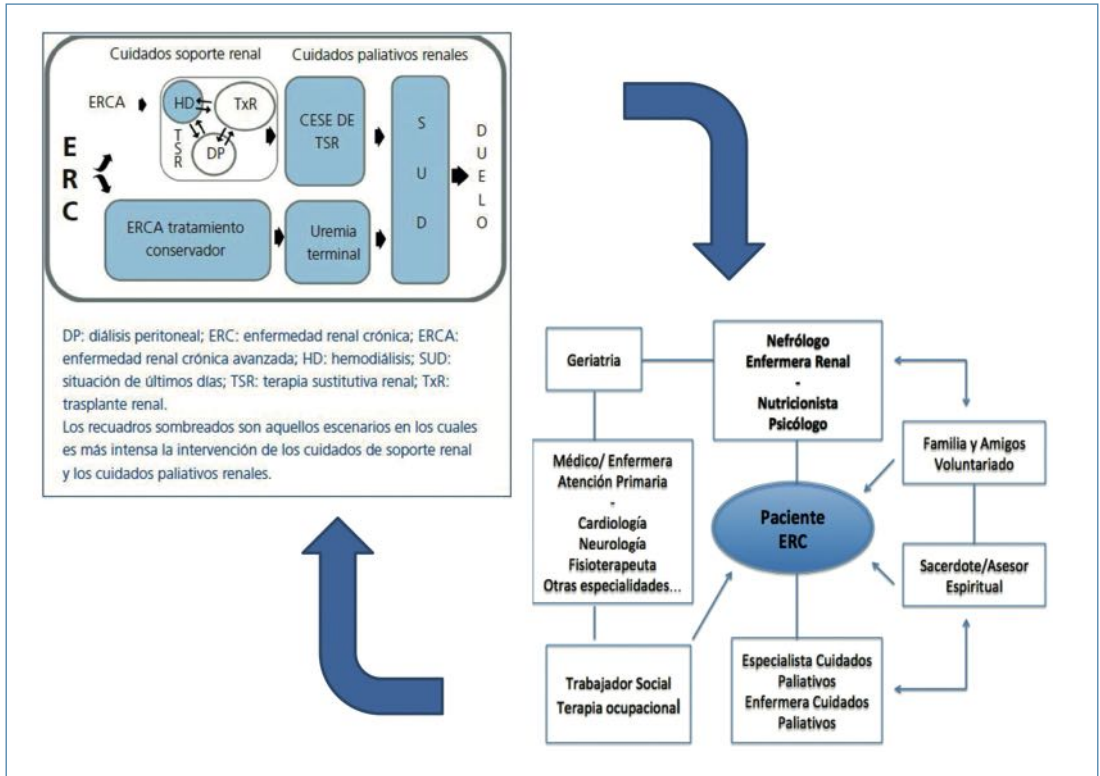 Cuidados soporte renal
Cuidados paliativos renales
ERCA
HD
TxR
DP
TSR
CESE DE
TSR
SUD
DUELO
ERC
ERCA tratamiento
conservador
Uremia
terminal
DP: diálisis peritoneal; ERC: enfermedad renal crónica; ERCA:
enfermedad renal crónica avanzada; HD: hemodiálisis; SUD:
situación de últimos días; TSR: terapia sustitutiva renal; TxR:
trasplante renal.
Los recuadros sombreados son aquellos escenarios en los cuales
es más intensa la intervención de los cuidados de soporte renal
y los cuidados paliativos renales.
Geriatria
Nefrólogo
Enfermera Renal
-
Nutricionista
Psicólogo
Médico/ Enfermera
Atención Primaria
-
Cardiología
Neurología
Fisioterapeuta
Otras especialidades...
Familia y Amigos
Voluntariado
Paciente
ERC
Sacerdote/Asesor
Espiritual
Trabajador Social
Terapia ocupacional
Especialista Cuidados
Paliativos
Enfermera Cuidados
Paliativos